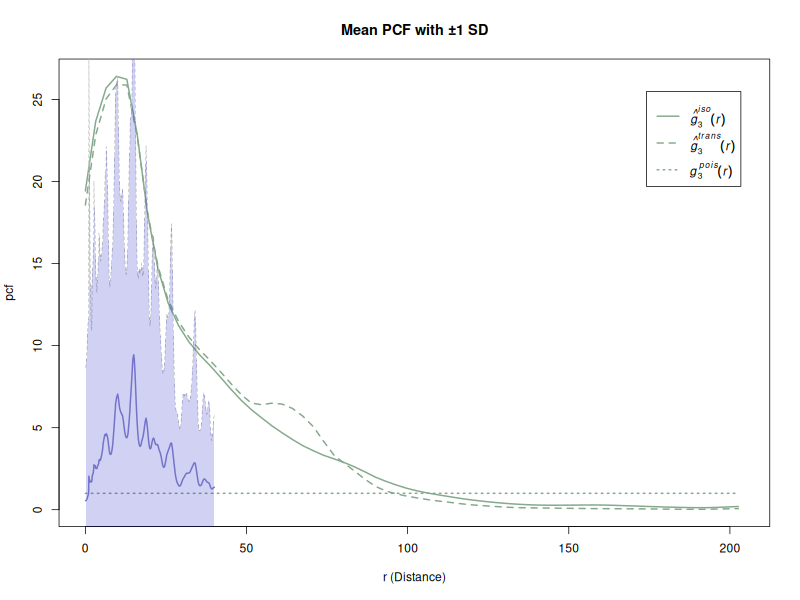 Mean PCF with ±1 SD
ĝ₃ⁱˢᵒ(r)
ĝ₃ᵗʳᵃⁿˢ(r)
g₃ᵖᵒⁱˢ(r)
pcf
25
20
15
10
5
0
0 50 100 150 200
r (Distance)